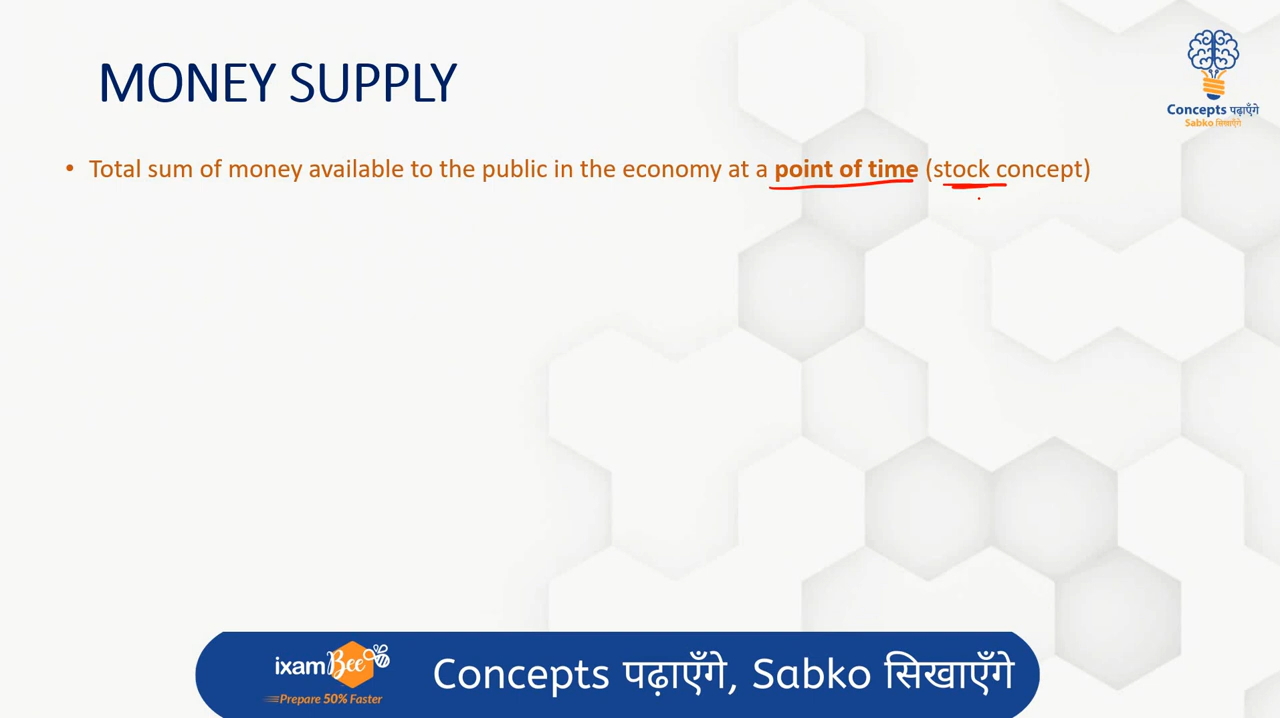 MONEY SUPPLY
Concepts पढ़ाएँगे
Sabko सिखाएँगे
• Total sum of money available to the public in the economy at a point of time (stock concept)
ixamBee
Prepare 50% Faster
Concepts पढ़ाएँगे, Sabko सिखाएँगे